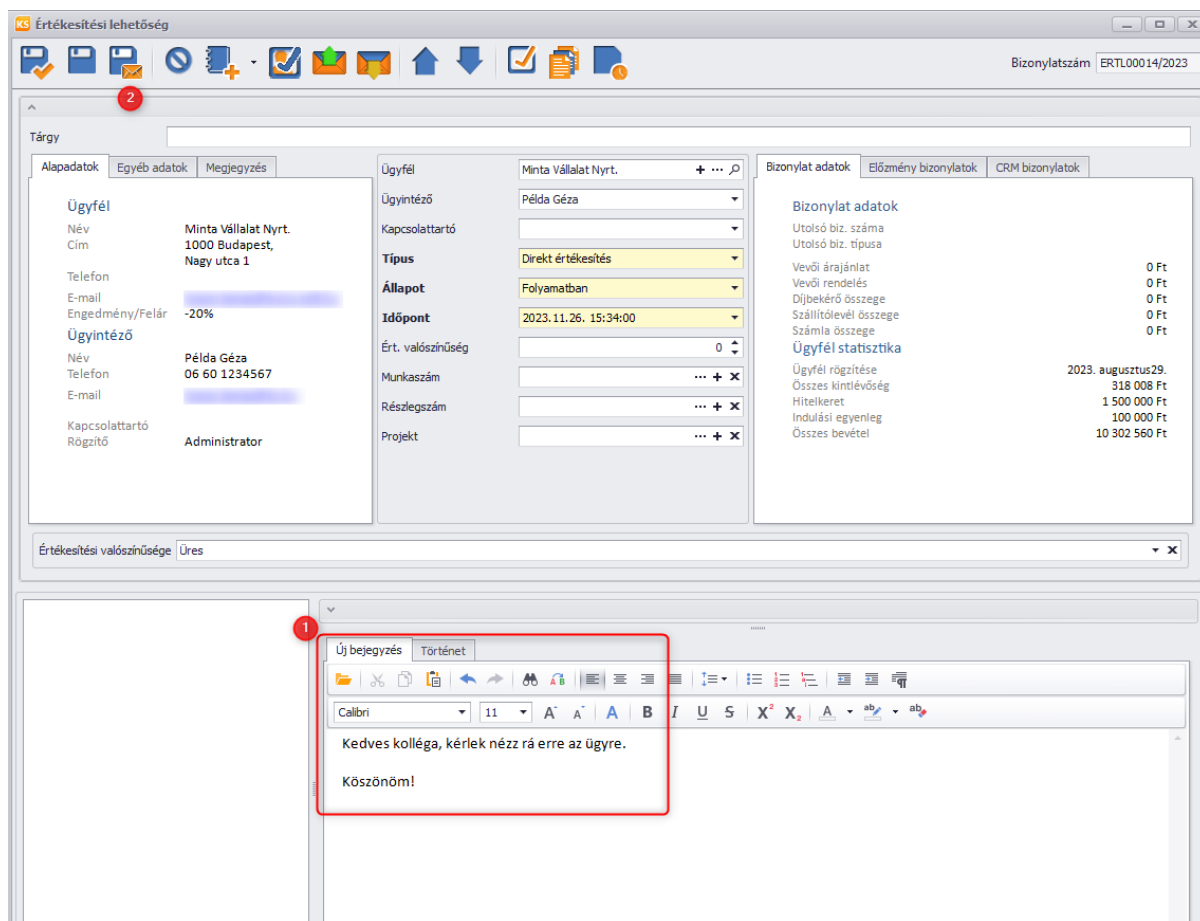 KS Értékesítési lehetőség
Bizonylatszám ERTL00014/2023
2
Tárgy
Alapadatok Egyéb adatok Megjegyzés
Ügyfél
Név Minta Vállalat Nyrt.
Cím 1000 Budapest,
Nagy utca 1
Telefon
E-mail
Engedmény/Felár -20%
Ügyintéző
Név Példa Géza
Telefon 06 60 1234567
E-mail
Kapcsolattartó
Rögzítő Administrator
Ügyfél Minta Vállalat Nyrt.
Ügyintéző Példa Géza
Kapcsolattartó
Típus Direkt értékesítés
Állapot Folyamatban
Időpont 2023.11.26. 15:34:00
Ért. valószínűség 0
Munkaszám
Részlegszám
Projekt
Bizonylat adatok Előzmény bizonylatok CRM bizonylatok
Bizonylat adatok
Utolsó biz. száma
Utolsó biz. típusa
Vevői árajánlat 0 Ft
Vevői rendelés 0 Ft
Díjbekérő összege 0 Ft
Szállítólevél összege 0 Ft
Számla összege 0 Ft
Ügyfél statisztika
Ügyfél rögzítése 2023. augusztus29.
Összes kintlévőség 318 008 Ft
Hitelkeret 1 500 000 Ft
Indulási egyenleg 100 000 Ft
Összes bevétel 10 302 560 Ft
Értékesítési valószínűsége Üres
1
Új bejegyzés Történet
Calibri 11
Kedves kolléga, kérlek nézz rá erre az ügyre.
Köszönöm!